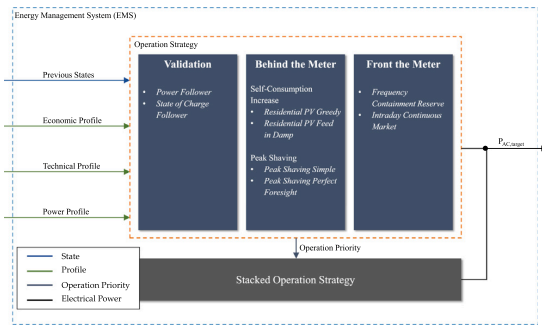 Energy Management System (EMS)
Operation Strategy
Previous States
Economic Profile
Technical Profile
Power Profile
Validation
• Power Follower
• State of Charge
Follower
Behind the Meter
Self-Consumption
Increase
• Residential PV Greedy
• Residential PV Feed
in Damp
Peak Shaving
• Peak Shaving Simple
• Peak Shaving Perfect
Foresight
Front the Meter
• Frequency
Containment Reserve
• Intraday Continuous
Market
P_AC,target
Operation Priority
Stacked Operation Strategy
State
Profile
Operation Priority
Electrical Power